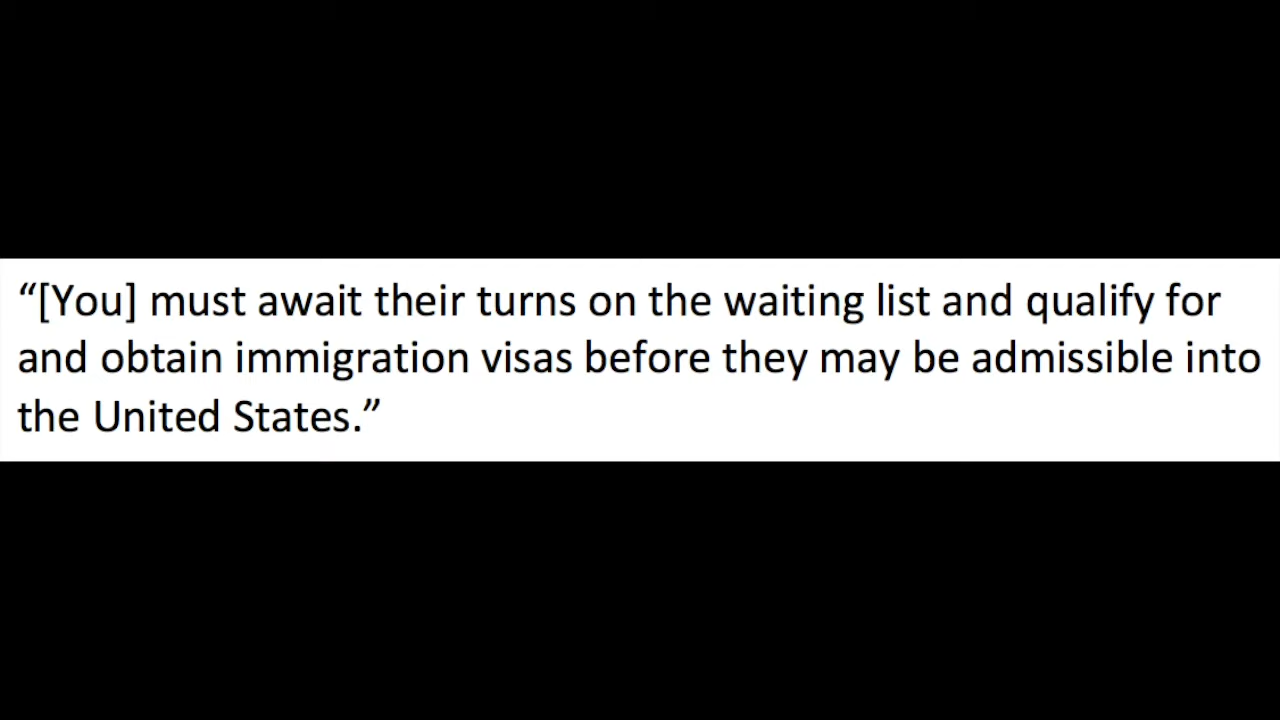 “[You] must await their turns on the waiting list and qualify for
and obtain immigration visas before they may be admissible into
the United States.”